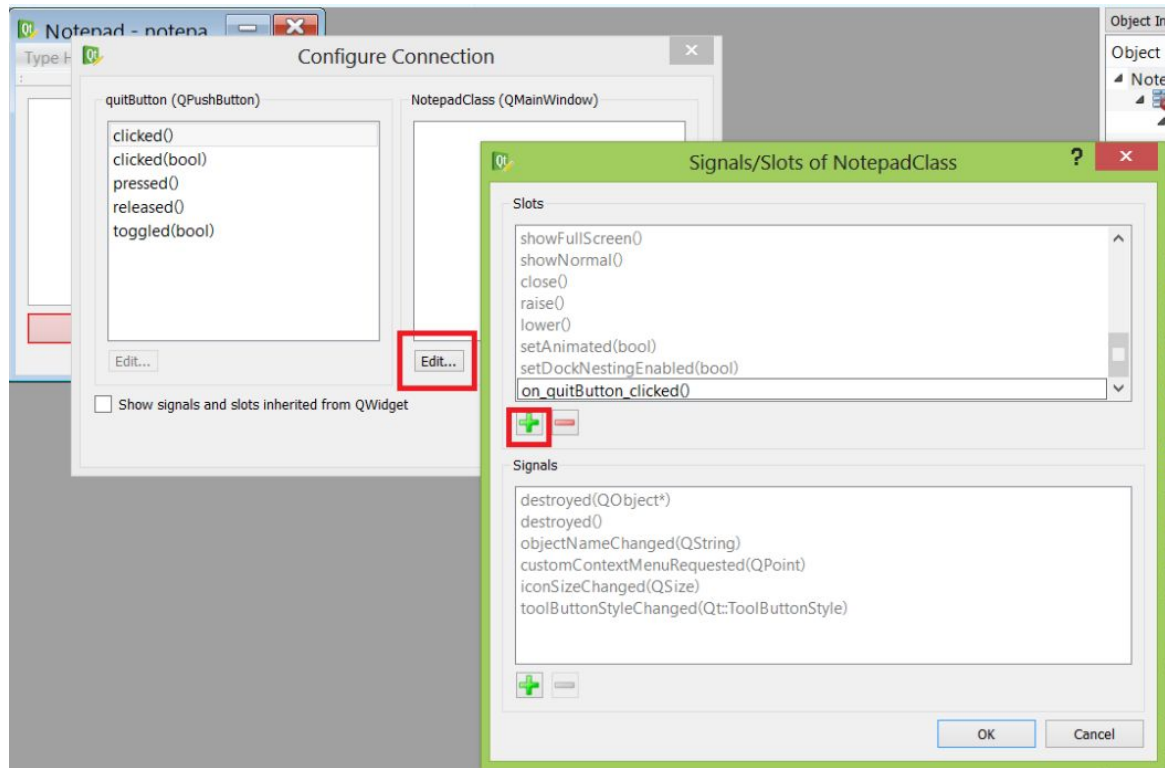 Notepad - notepa
Type H
Object In
Object
Note
Configure Connection
quitButton (QPushButton)
clicked()
clicked(bool)
pressed()
released()
toggled(bool)
Edit...
NotepadClass (QMainWindow)
Edit...
Show signals and slots inherited from QWidget
Signals/Slots of NotepadClass
?
Slots
showFullScreen()
showNormal()
close()
raise()
lower()
setAnimated(bool)
setDockNestingEnabled(bool)
on_quitButton_clicked()
Signals
destroyed(QObject*)
destroyed()
objectNameChanged(QString)
customContextMenuRequested(QPoint)
iconSizeChanged(QSize)
toolButtonStyleChanged(Qt::ToolButtonStyle)
OK
Cancel